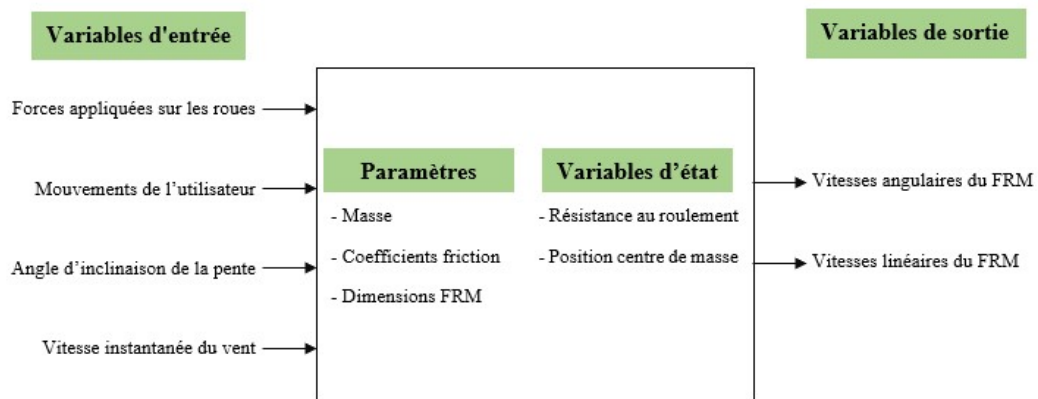 Variables d'entrée
Variables de sortie
Forces appliquées sur les roues
Mouvements de l'utilisateur
Angle d'inclinaison de la pente
Vitesse instantanée du vent
Paramètres
- Masse
- Coefficients friction
- Dimensions FRM
Variables d'état
- Résistance au roulement
- Position centre de masse
Vitesses angulaires du FRM
Vitesses linéaires du FRM